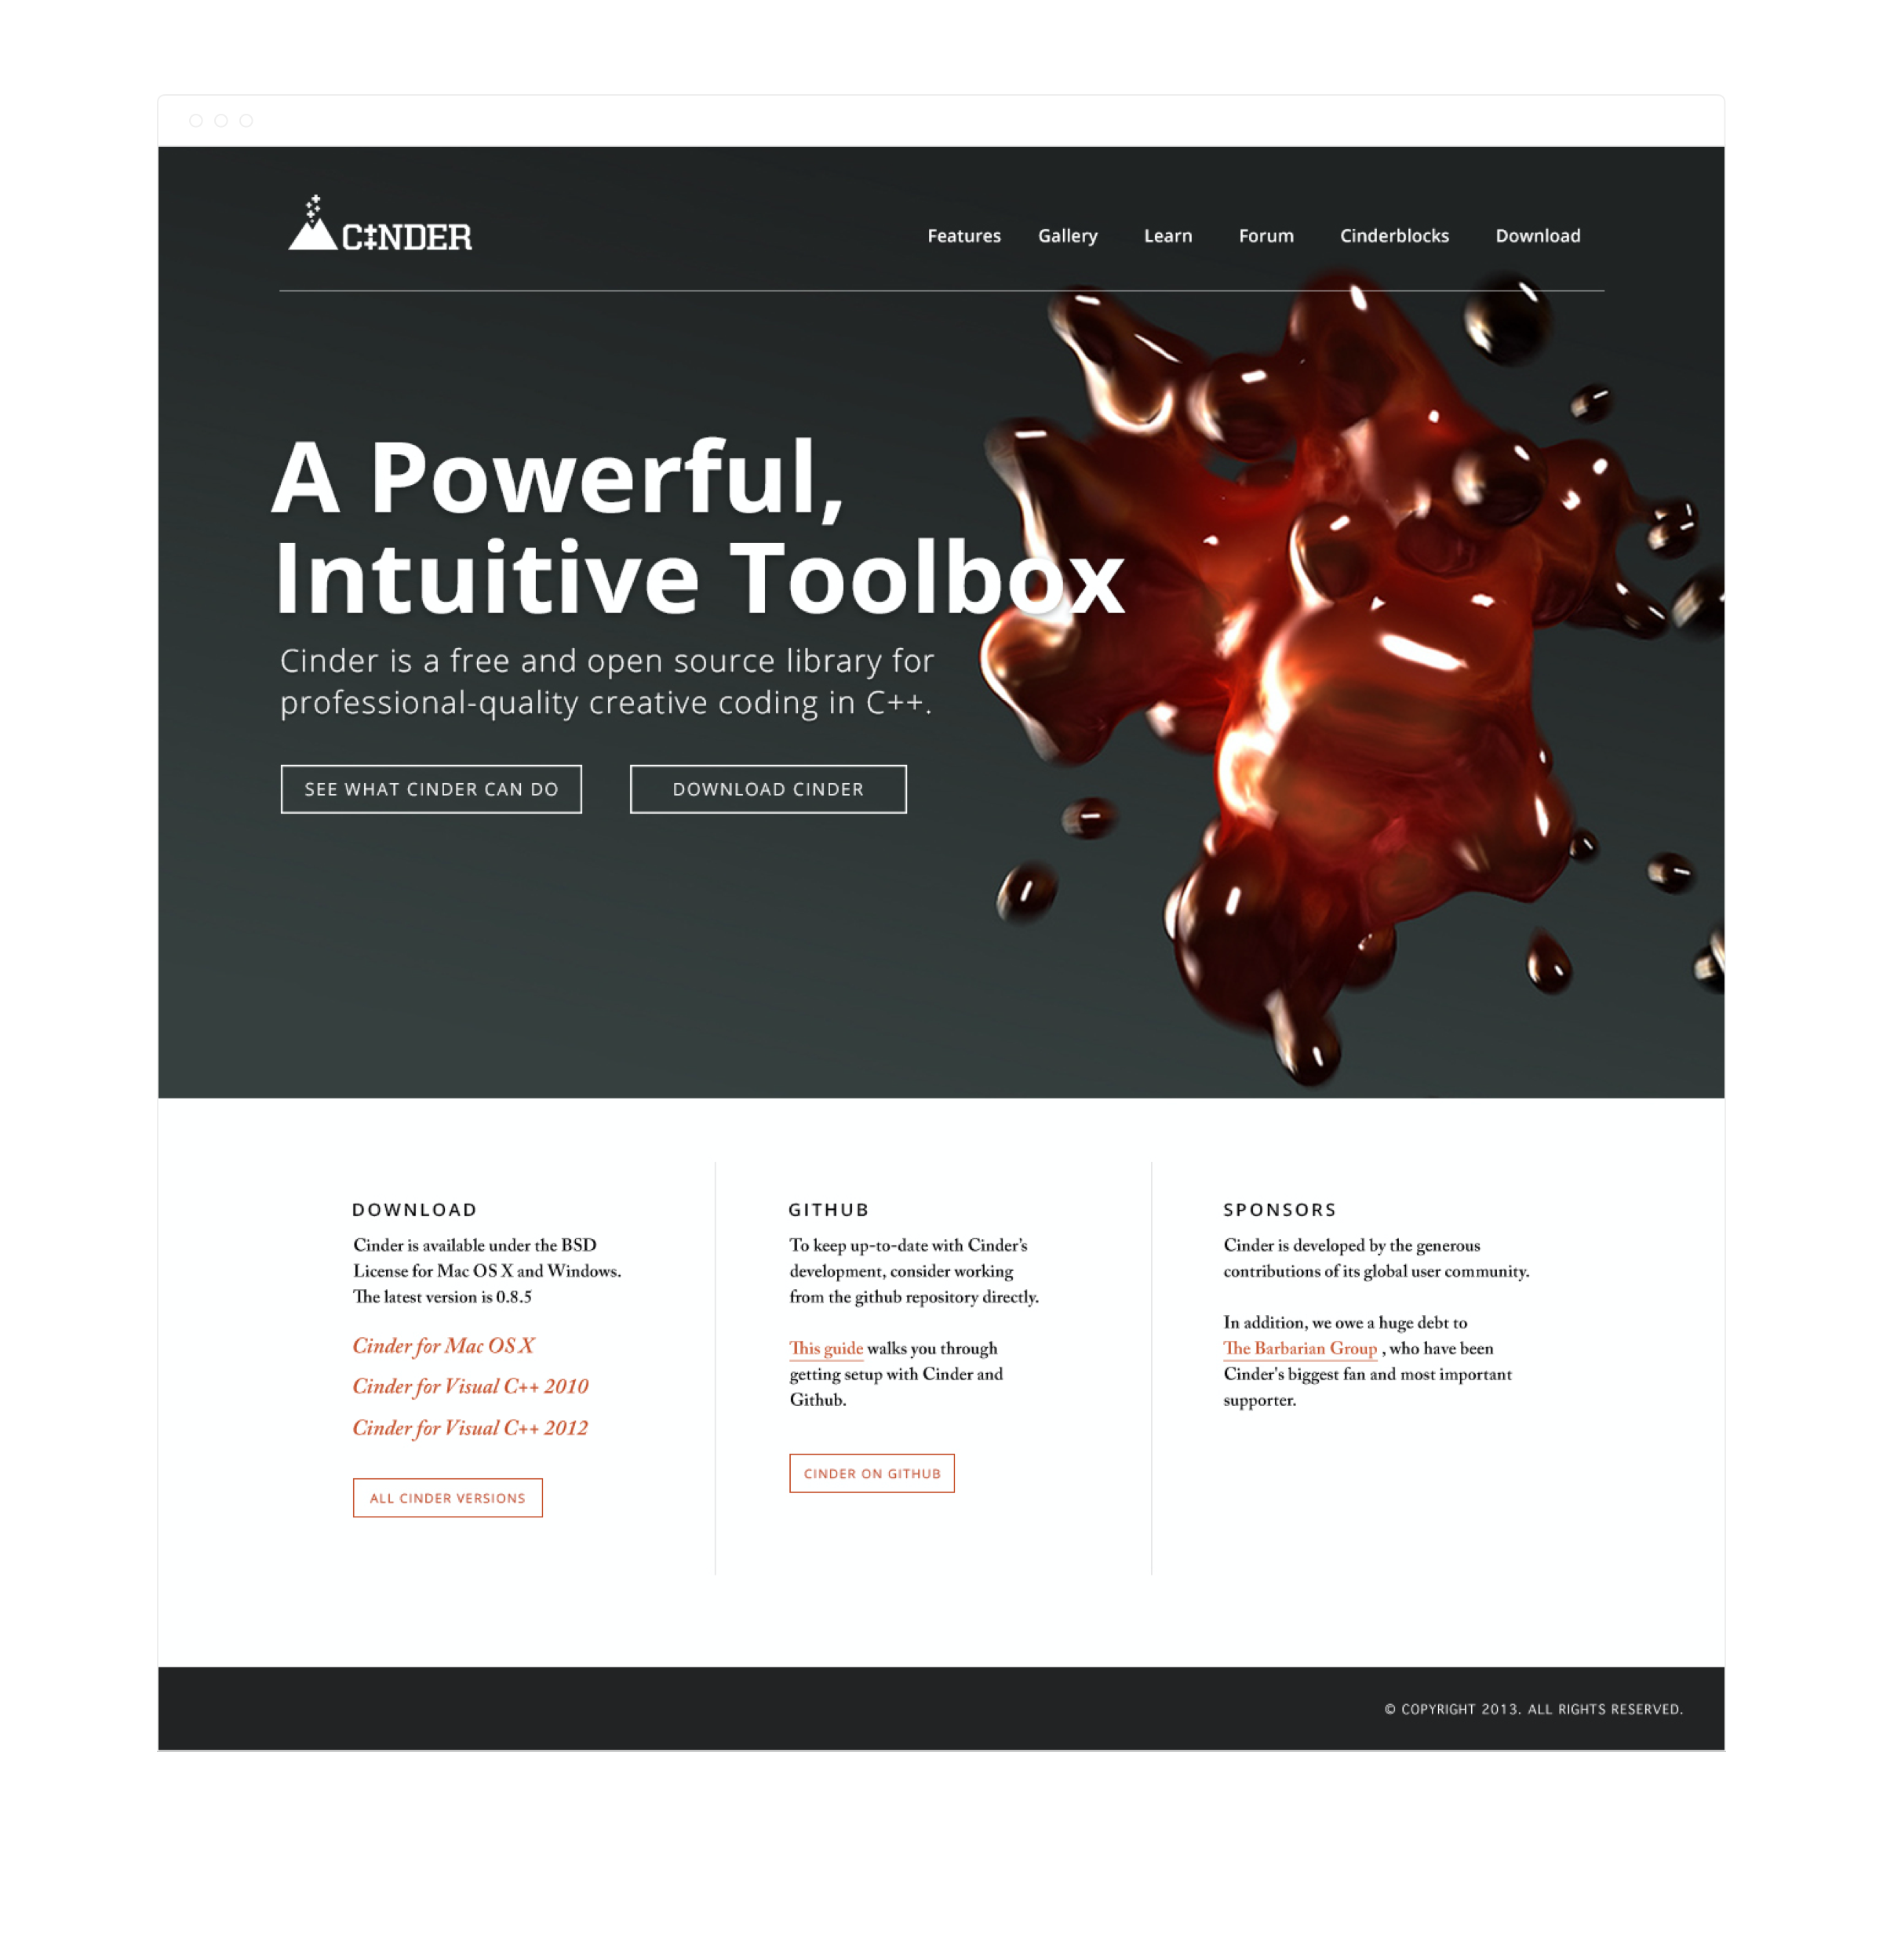 CINDER
Features Gallery Learn Forum Cinderblocks Download
A Powerful,
Intuitive Toolbox
Cinder is a free and open source library for
professional-quality creative coding in C++.
SEE WHAT CINDER CAN DO
DOWNLOAD CINDER
DOWNLOAD
Cinder is available under the BSD
License for Mac OS X and Windows.
The latest version is 0.8.5
Cinder for Mac OS X
Cinder for Visual C++ 2010
Cinder for Visual C++ 2012
ALL CINDER VERSIONS
GITHUB
To keep up-to-date with Cinder’s
development, consider working
from the github repository directly.
This guide walks you through
getting setup with Cinder and
Github.
CINDER ON GITHUB
SPONSORS
Cinder is developed by the generous
contributions of its global user community.
In addition, we owe a huge debt to
The Barbarian Group , who have been
Cinder's biggest fan and most important
supporter.
© COPYRIGHT 2013. ALL RIGHTS RESERVED.